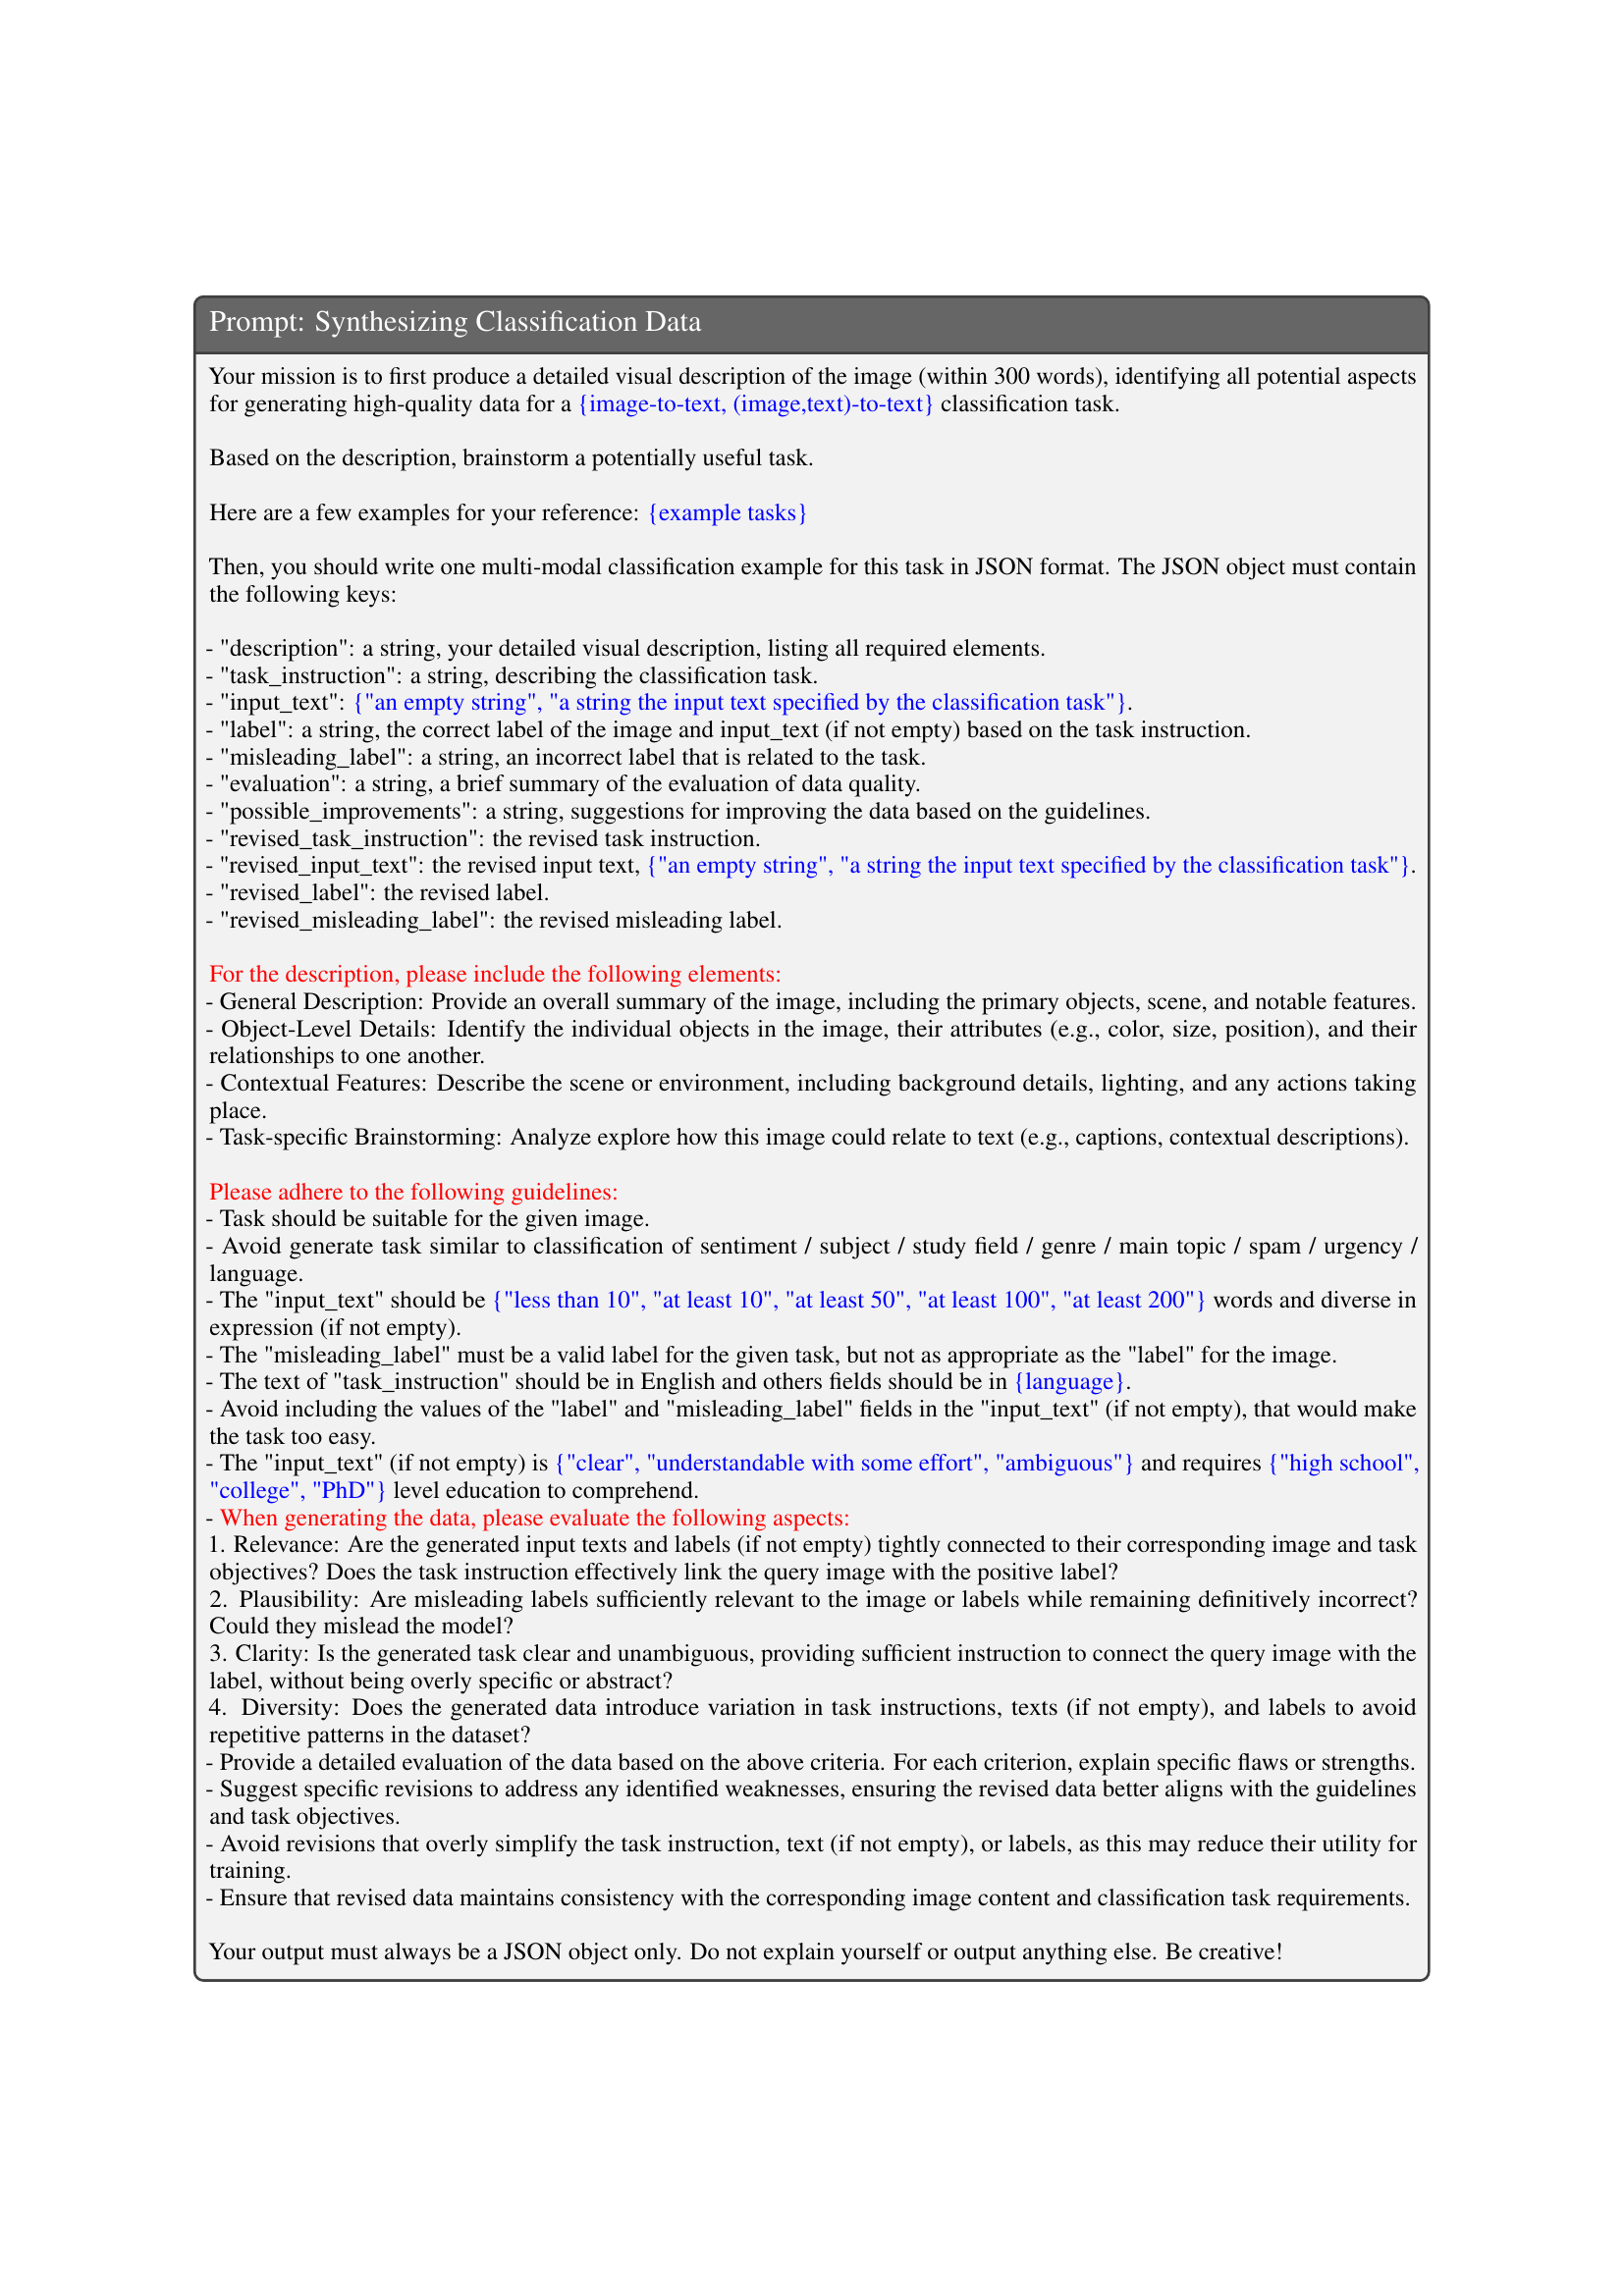 Prompt: Synthesizing Classification Data
Your mission is to first produce a detailed visual description of the image (within 300 words), identifying all potential aspects
for generating high-quality data for a {image-to-text, (image,text)-to-text} classification task.
Based on the description, brainstorm a potentially useful task.
Here are a few examples for your reference: {example tasks}
Then, you should write one multi-modal classification example for this task in JSON format. The JSON object must contain
the following keys:
- "description": a string, your detailed visual description, listing all required elements.
- "task_instruction": a string, describing the classification task.
- "input_text": {"an empty string", "a string the input text specified by the classification task"}.
- "label": a string, the correct label of the image and input_text (if not empty) based on the task instruction.
- "misleading_label": a string, an incorrect label that is related to the task.
- "evaluation": a string, a brief summary of the evaluation of data quality.
- "possible_improvements": a string, suggestions for improving the data based on the guidelines.
- "revised_task_instruction": the revised task instruction.
- "revised_input_text": the revised input text, {"an empty string", "a string the input text specified by the classification task"}.
- "revised_label": the revised label.
- "revised_misleading_label": the revised misleading label.
For the description, please include the following elements:
- General Description: Provide an overall summary of the image, including the primary objects, scene, and notable features.
- Object-Level Details: Identify the individual objects in the image, their attributes (e.g., color, size, position), and their
relationships to one another.
- Contextual Features: Describe the scene or environment, including background details, lighting, and any actions taking
place.
- Task-specific Brainstorming: Analyze explore how this image could relate to text (e.g., captions, contextual descriptions).
Please adhere to the following guidelines:
- Task should be suitable for the given image.
- Avoid generate task similar to classification of sentiment / subject / study field / genre / main topic / spam / urgency /
language.
- The "input_text" should be {"less than 10", "at least 10", "at least 50", "at least 100", "at least 200"} words and diverse in
expression (if not empty).
- The "misleading_label" must be a valid label for the given task, but not as appropriate as the "label" for the image.
- The text of "task_instruction" should be in English and others fields should be in {language}.
- Avoid including the values of the "label" and "misleading_label" fields in the "input_text" (if not empty), that would make
the task too easy.
- The "input_text" (if not empty) is {"clear", "understandable with some effort", "ambiguous"} and requires {"high school",
"college", "PhD"} level education to comprehend.
- When generating the data, please evaluate the following aspects:
1. Relevance: Are the generated input texts and labels (if not empty) tightly connected to their corresponding image and task
objectives? Does the task instruction effectively link the query image with the positive label?
2. Plausibility: Are misleading labels sufficiently relevant to the image or labels while remaining definitively incorrect?
Could they mislead the model?
3. Clarity: Is the generated task clear and unambiguous, providing sufficient instruction to connect the query image with the
label, without being overly specific or abstract?
4. Diversity: Does the generated data introduce variation in task instructions, texts (if not empty), and labels to avoid
repetitive patterns in the dataset?
- Provide a detailed evaluation of the data based on the above criteria. For each criterion, explain specific flaws or strengths.
- Suggest specific revisions to address any identified weaknesses, ensuring the revised data better aligns with the guidelines
and task objectives.
- Avoid revisions that overly simplify the task instruction, text (if not empty), or labels, as this may reduce their utility for
training.
- Ensure that revised data maintains consistency with the corresponding image content and classification task requirements.
Your output must always be a JSON object only. Do not explain yourself or output anything else. Be creative!